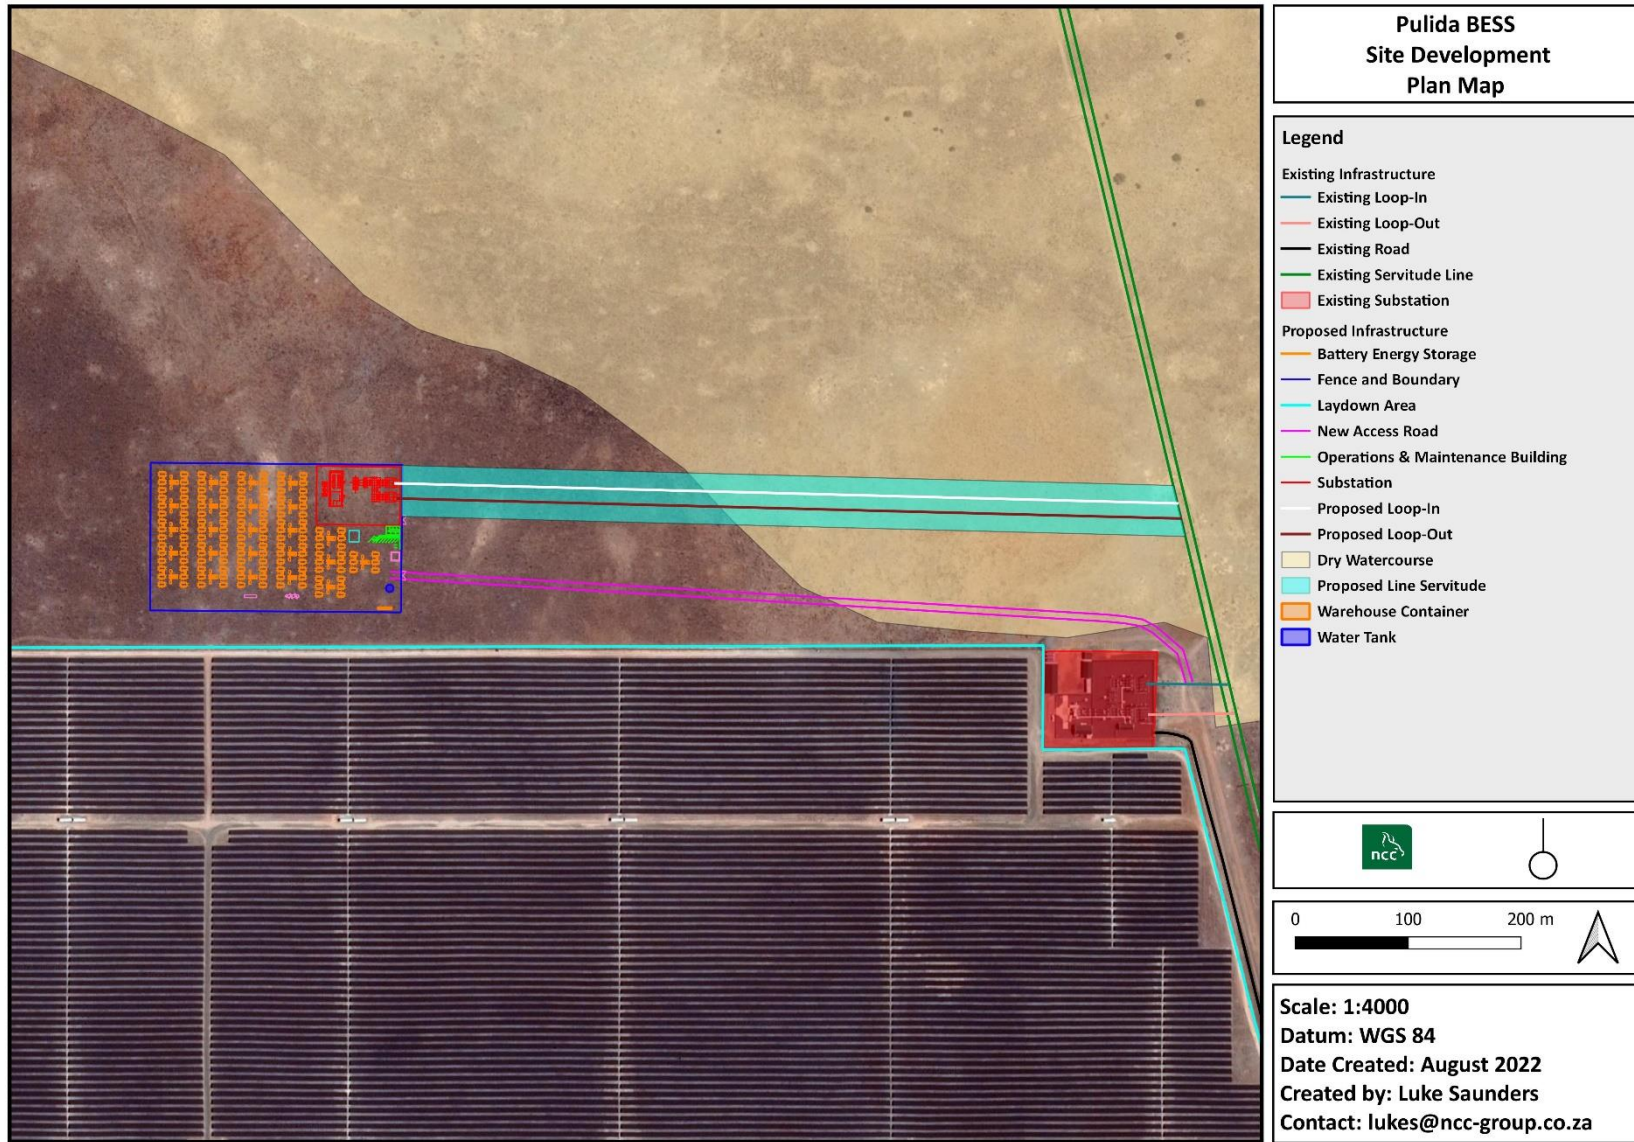 Pulida BESS
Site Development
Plan Map
Legend
Existing Infrastructure
Existing Loop-In
Existing Loop-Out
Existing Road
Existing Servitude Line
Existing Substation
Proposed Infrastructure
Battery Energy Storage
Fence and Boundary
Laydown Area
New Access Road
Operations & Maintenance Building
Substation
Proposed Loop-In
Proposed Loop-Out
Dry Watercourse
Proposed Line Servitude
Warehouse Container
Water Tank
ncc
0 100 200 m
Scale: 1:4000
Datum: WGS 84
Date Created: August 2022
Created by: Luke Saunders
Contact: lukes@ncc-group.co.za